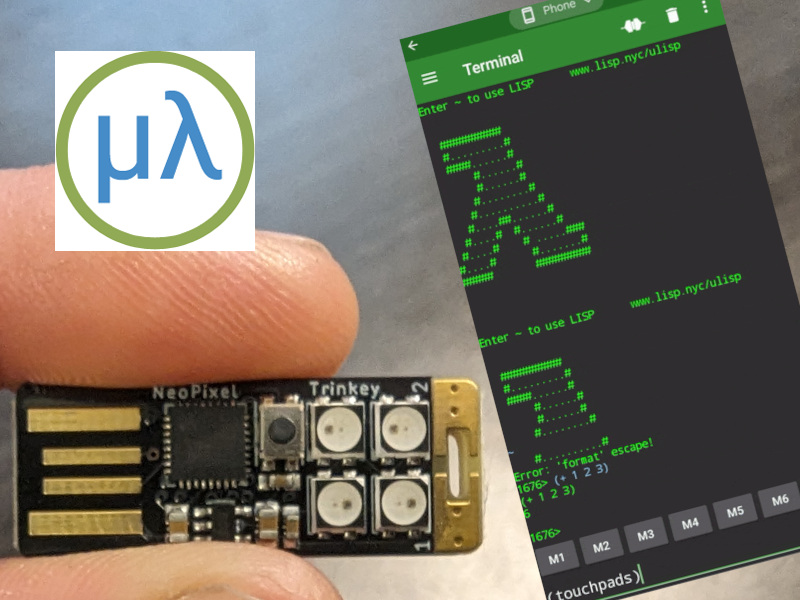 μλ
NeoPixel Trinkey 2
1
Phone
Terminal
Enter ~ to use LISP www.lisp.nyc/ulisp
Enter ~ to use LISP www.lisp.nyc/ulisp
~
Error: 'format' escape!
1676> (+ 1 2 3)
(+ 1 2 3)
6
1676>
M1 M2 M3 M4 M5 M6
(touchpads)